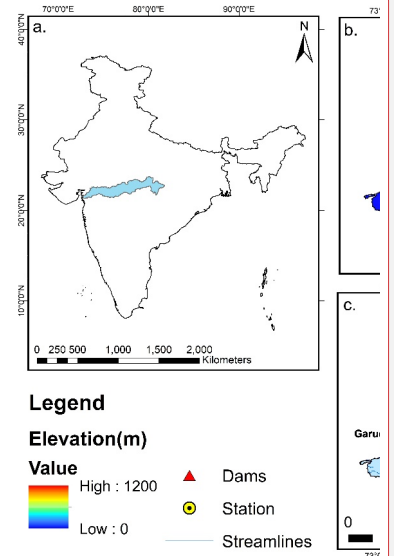 70°0'0"E 80°0'0"E 90°0'0"E 73°
a. N b.
40°0'0"N
30°0'0"N
20°0'0"N
10°0'0"N
0 250 500 1,000 1,500 2,000
Kilometers
c.
Legend
Elevation(m)
Value
High : 1200
Low : 0
Dams
Station
Streamlines
0